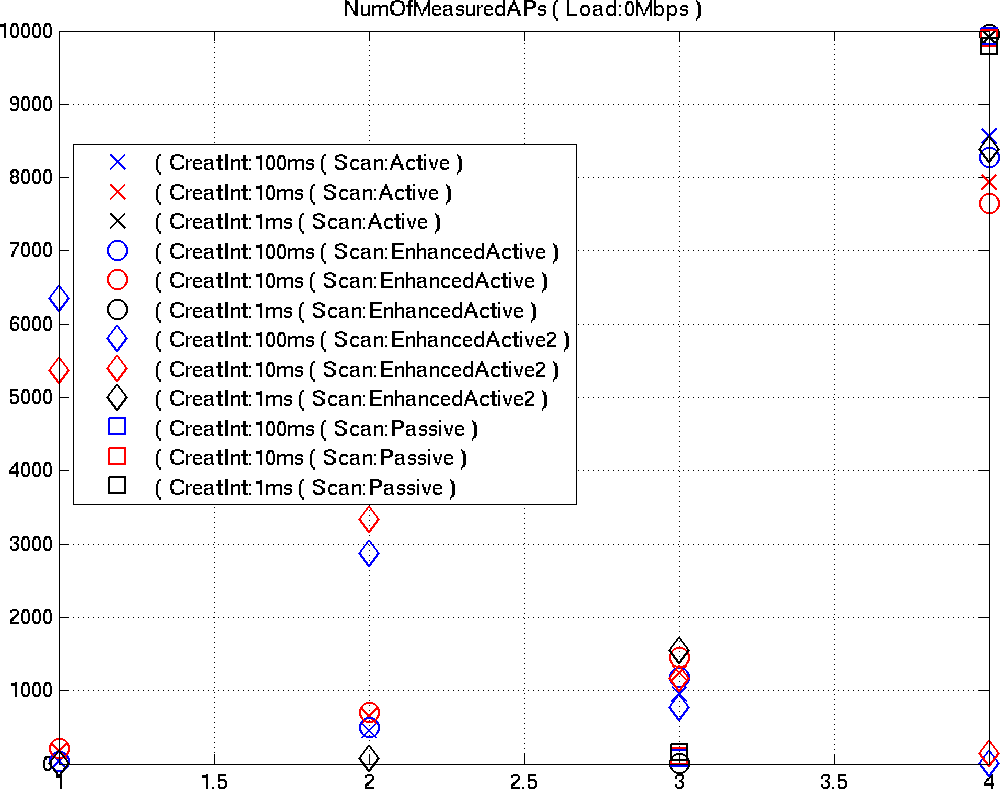 NumOfMeasuredAPs ( Load:0Mbps )
10000
9000
8000
7000
6000
5000
4000
3000
2000
1000
0
( CreatInt:100ms ( Scan:Active )
( CreatInt:10ms ( Scan:Active )
( CreatInt:1ms ( Scan:Active )
( CreatInt:100ms ( Scan:EnhancedActive )
( CreatInt:10ms ( Scan:EnhancedActive )
( CreatInt:1ms ( Scan:EnhancedActive )
( CreatInt:100ms ( Scan:EnhancedActive2 )
( CreatInt:10ms ( Scan:EnhancedActive2 )
( CreatInt:1ms ( Scan:EnhancedActive2 )
( CreatInt:100ms ( Scan:Passive )
( CreatInt:10ms ( Scan:Passive )
( CreatInt:1ms ( Scan:Passive )
1 1.5 2 2.5 3 3.5 4